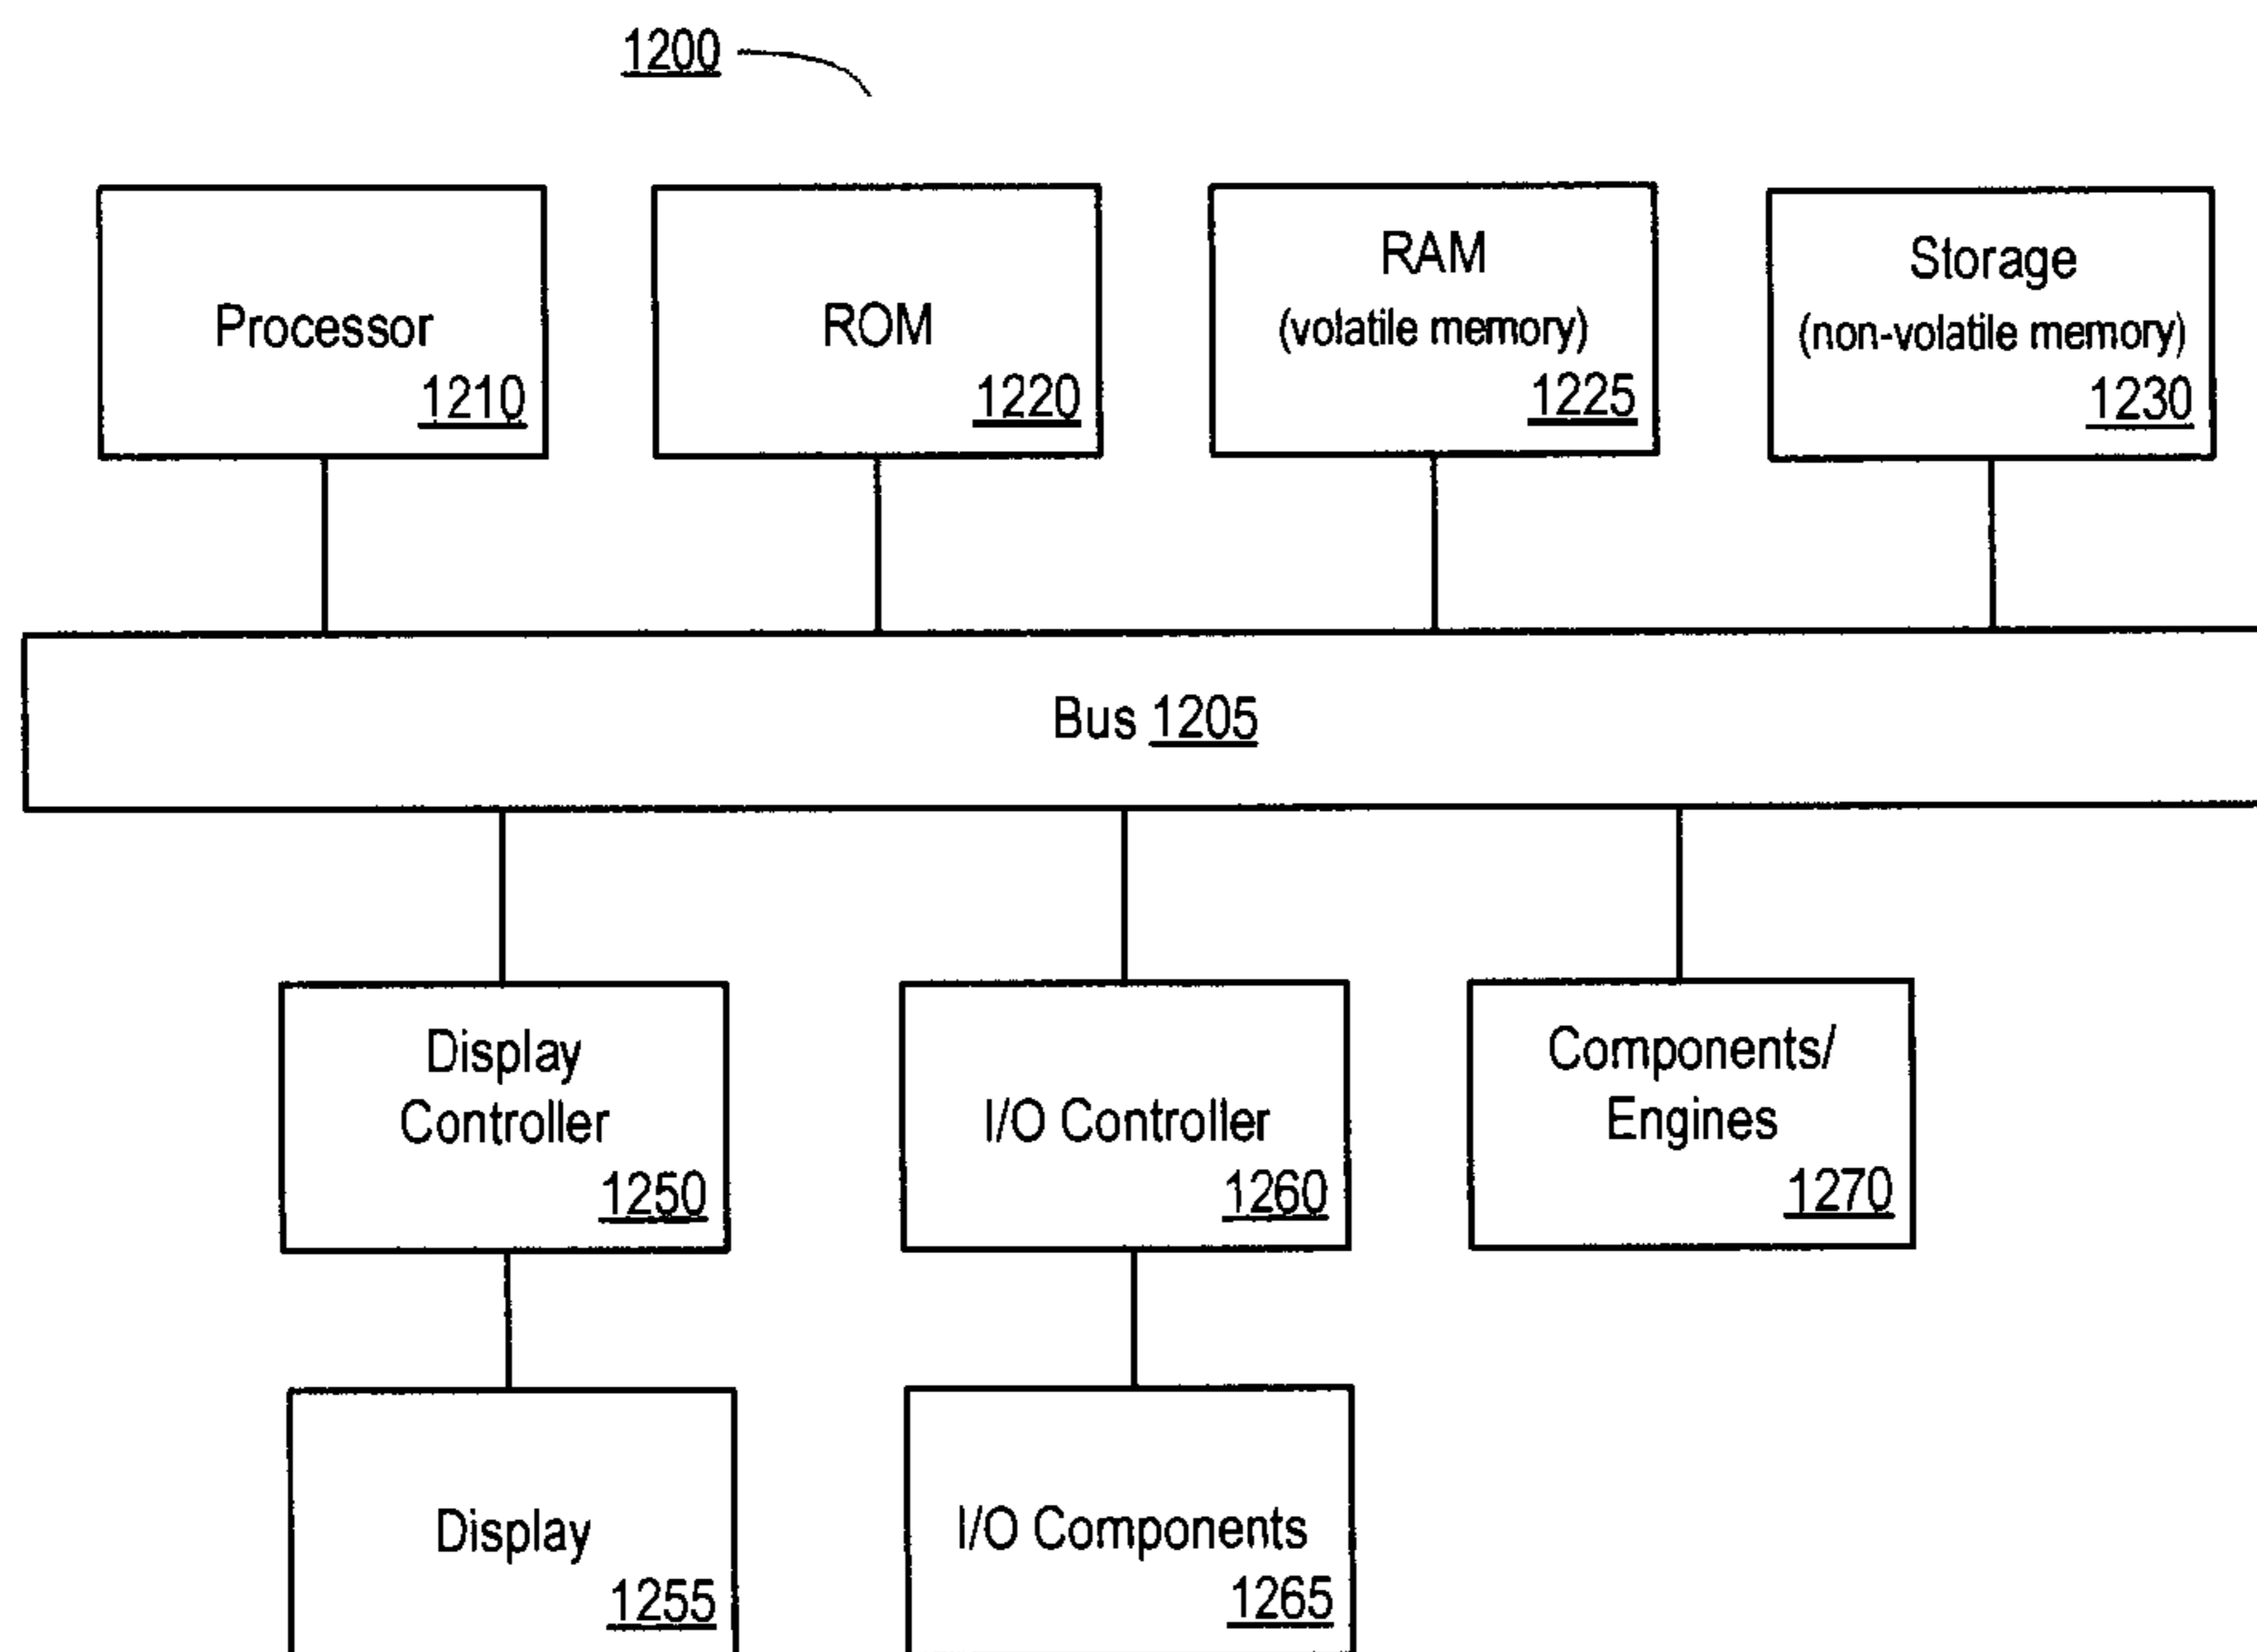 1200
Processor
1210
ROM
1220
RAM
(volatile memory)
1225
Storage
(non-volatile memory)
1230
Bus 1205
Display
Controller
1250
I/O Controller
1260
Components/
Engines
1270
Display
1255
I/O Components
1265